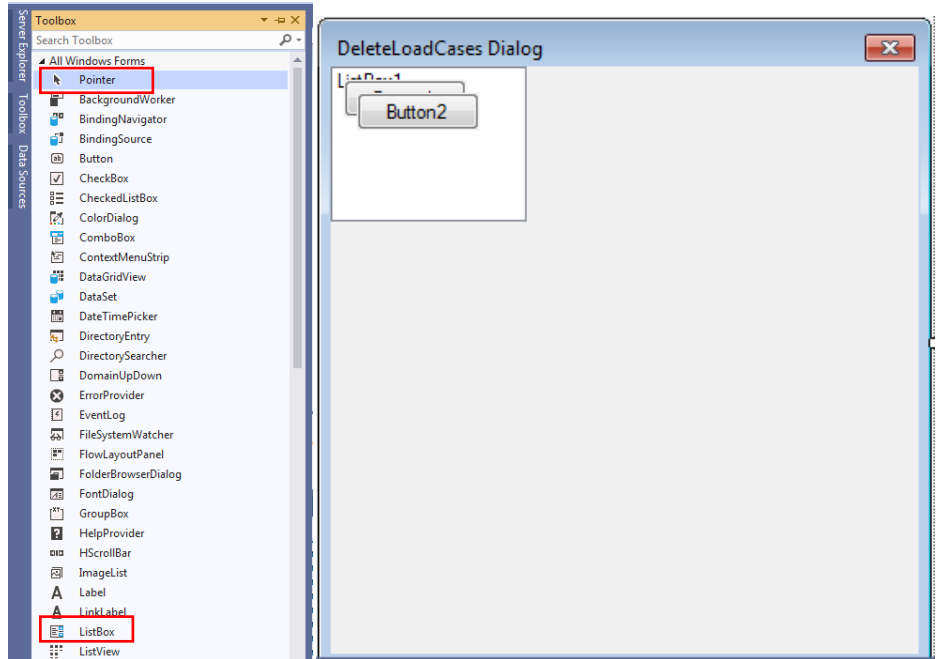 Server Explorer
Toolbox
Data Sources
Toolbox
Search Toolbox
All Windows Forms
Pointer
BackgroundWorker
BindingNavigator
BindingSource
Button
CheckBox
CheckedListBox
ColorDialog
ComboBox
ContextMenuStrip
DataGridView
DataSet
DateTimePicker
DirectoryEntry
DirectorySearcher
DomainUpDown
ErrorProvider
EventLog
FileSystemWatcher
FlowLayoutPanel
FolderBrowserDialog
FontDialog
GroupBox
HelpProvider
HScrollBar
ImageList
Label
LinkLabel
ListBox
ListView
DeleteLoadCases Dialog
ListBox1
Button2